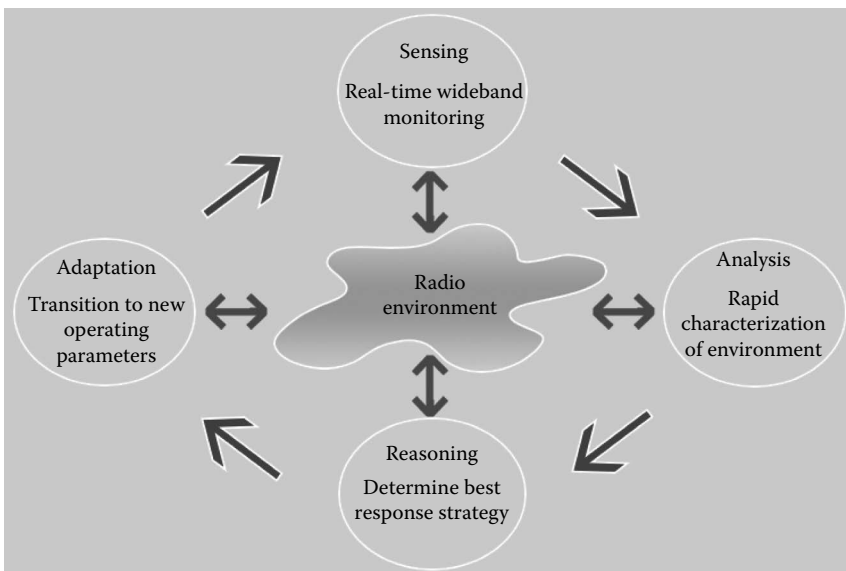 Sensing
Real-time wideband
monitoring
Adaptation
Transition to new
operating
parameters
Radio
environment
Analysis
Rapid
characterization
of environment
Reasoning
Determine best
response strategy